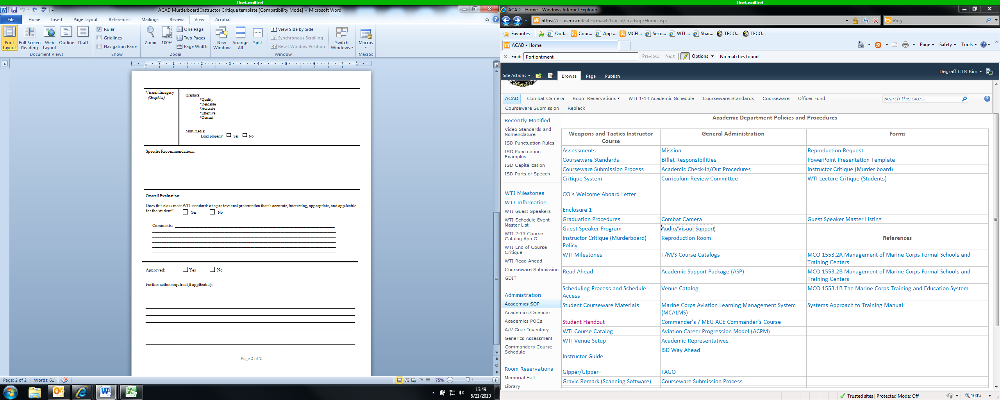 Unclassified
ACAD Murderboard Instructor Critique template [Compatibility Mode] - Microsoft Word
File Home Insert Page Layout References Mailings Review View Acrobat
Print Layout
Full Screen Reading
Web Layout
Outline
Draft
Document Views
Ruler
Gridlines
Navigation Pane
Show
Zoom
100%
One Page
Two Pages
Page Width
Zoom
New Window
Arrange All
Split
View Side by Side
Synchronous Scrolling
Reset Window Position
Window
Switch Windows
Macros
Macros
1 2 3 4 5 6 7
Visual /Imagery
(Graphics)
Graphics:
*Quality
*Readable
*Accurate
*Effective
*Current
Multimedia:
Load properly Yes No
Specific Recommendations:
Overall Evaluation:
Does this class meet WTI standards of a professional presentation that is accurate, interesting, appropriate, and applicable
for the student? Yes No
Comments:
Approved: Yes No
Further action required (if applicable):
Page 2 of 2
Page: 2 of 2 Words: 61 75%
13:49
6/21/2013
Unclassified
ACAD - Home - Windows Internet Explorer
https://eis.usmc.mil/sites/mawts1/acad/acadsop/Home.aspx
Bing
Favorites Outl... Cour... App ... MCEI... Secu... WTI ... Shar... TECO... TECO...
ACAD - Home
Page Safety Tools
Find: Portiontment Previous Next Options No matches found
Site Actions Browse Page Publish
Degraff CTR Kim
MAWTS-1
ACAD Combat Camera Room Reservations WTI 1-14 Academic Schedule Courseware Standards Courseware Officer Fund
Search this site...
Courseware Submission Reblack
Recently Modified
Video Standards and
Nomenclature
ISD Punctuation Rules
ISD Punctuation
Examples
ISD Capitalization
ISD Parts of Speech
WTI Milestones
WTI Information
WTI Guest Speakers
WTI Schedule Event
Master List
WTI 2-13 Course
Catalog App G
WTI End of Course
Critique
WTI Read Ahead
Courseware Submission
GDIT
Administration
Academics SOP
Academics Calendar
Academics POCs
A/V Gear Inventory
Generics Assessment
Commanders Course
Schedule
Room Reservations
Memorial Hall
Library
Academic Department Policies and Procedures
Weapons and Tactics Instructor
Course
General Administration
Forms
Assessments
Mission
Reproduction Request
Courseware Standards
Billet Responsibilities
PowerPoint Presentation Template
Courseware Submission Process
Academic Check-In/Out Procedures
Instructor Critique (Murder board)
Critique System
Curriculum Review Committee
WTI Lecture Critique (Students)
CO's Welcome Aboard Letter
Enclosure 1
Graduation Procedures
Combat Camera
Guest Speaker Master Listing
Guest Speaker Program
Audio/Visual Support
Instructor Critique (Murderboard)
Policy
Reproduction Room
References
WTI Milestones
T/M/S Course Catalogs
MCO 1553.2A Management of Marine Corps Formal Schools and
Training Centers
Read Ahead
Academic Support Package (ASP)
MCO 1553.2B Management of Marine Corps Formal Schools and
Training Centers
Scheduling Process and Schedule
Access
Venue Catalog
MCO 1553.1B The Marine Corps Training and Education System
Student Courseware Materials
Marine Corps Aviation Learning Management System
(MCALMS)
Systems Approach to Training Manual
Student Handout
Commander's / MEU ACE Commander's Course
WTI Course Catalog
Aviation Career Progression Model (ACPM)
WTI Venue Setup
Academic Representatives
Instructor Guide
ISD Way Ahead
Gipper/Gipper+
FAGO
Gravic Remark (Scanning Software)
Courseware Submission Process
Trusted sites | Protected Mode: Off 100%